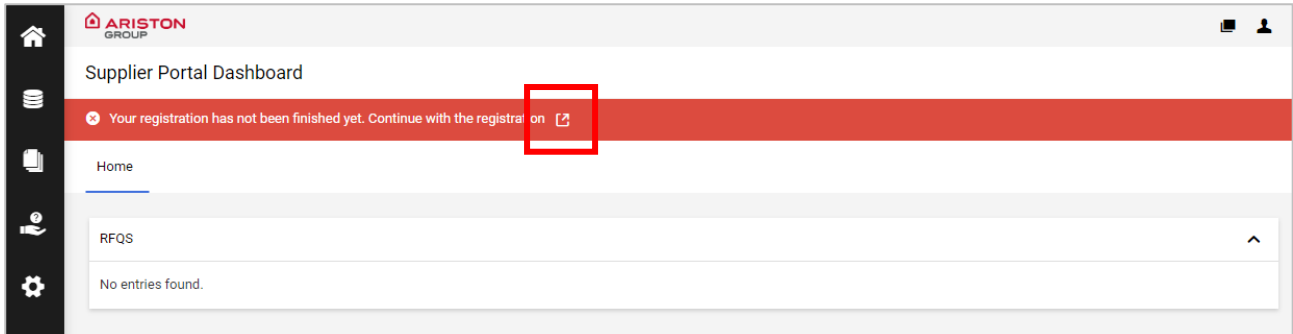 ARISTON
GROUP
Supplier Portal Dashboard
Your registration has not been finished yet. Continue with the registration
Home
RFQS
No entries found.